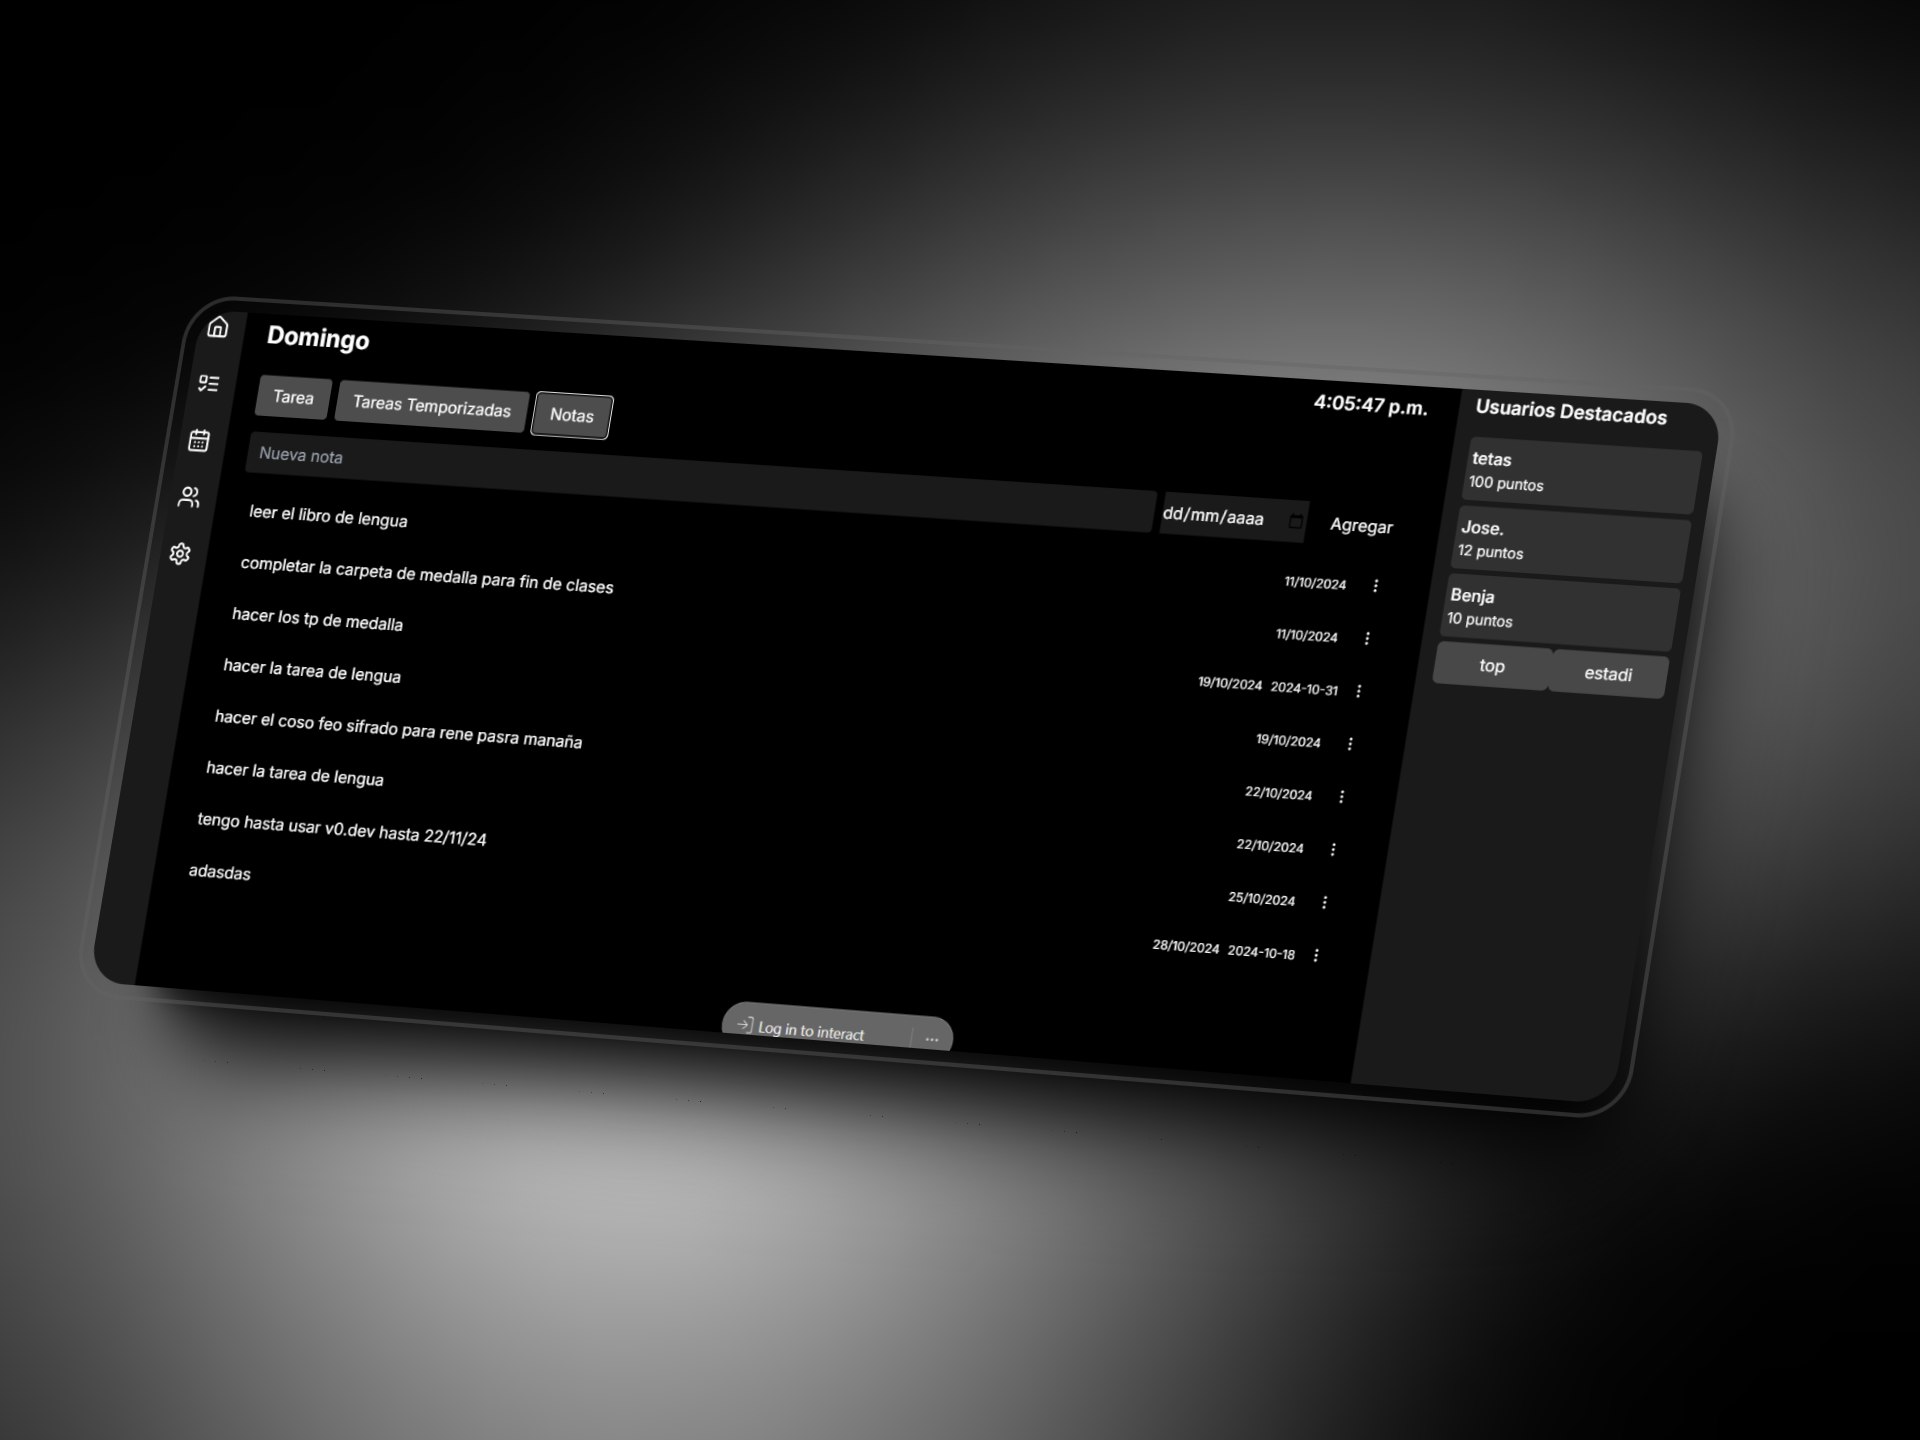 Domingo
4:05:47 p.m.
Tarea
Tareas Temporizadas
Notas
Nueva nota
dd/mm/aaaa
Agregar
leer el libro de lengua
11/10/2024
completar la carpeta de medalla para fin de clases
11/10/2024
hacer los tp de medalla
19/10/2024 2024-10-31
hacer la tarea de lengua
19/10/2024
hacer el coso feo sifrado para rene pasra manaña
22/10/2024
hacer la tarea de lengua
22/10/2024
tengo hasta usar v0.dev hasta 22/11/24
25/10/2024
adasdas
28/10/2024 2024-10-18
Log in to interact
Usuarios Destacados
tetas
100 puntos
Jose.
12 puntos
Benja
10 puntos
top
estadi